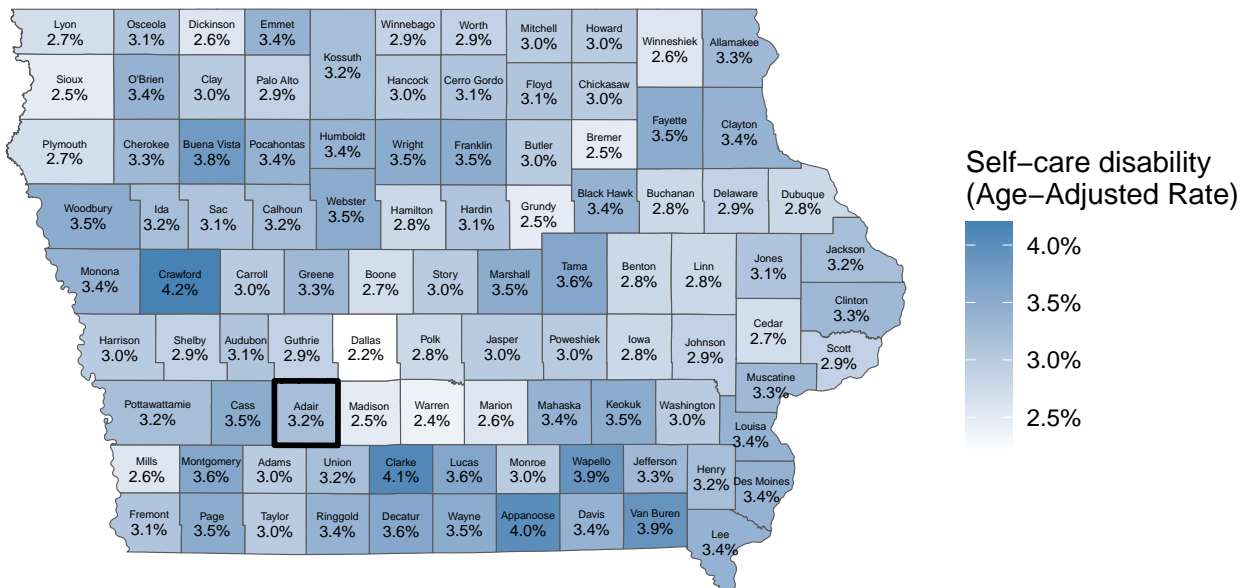 Lyon
2.7%
Osceola
3.1%
Dickinson
2.6%
Emmet
3.4%
Kossuth
3.2%
Winnebago
2.9%
Worth
2.9%
Mitchell
3.0%
Howard
3.0%
Winneshiek
2.6%
Allamakee
3.3%
Sioux
2.5%
O'Brien
3.4%
Clay
3.0%
Palo Alto
2.9%
Hancock
3.0%
Cerro Gordo
3.1%
Floyd
3.1%
Chickasaw
3.0%
Fayette
3.5%
Clayton
3.4%
Plymouth
2.7%
Cherokee
3.3%
Buena Vista
3.8%
Pocahontas
3.4%
Humboldt
3.4%
Wright
3.5%
Franklin
3.5%
Butler
3.0%
Bremer
2.5%
Woodbury
3.5%
Ida
3.2%
Sac
3.1%
Calhoun
3.2%
Webster
3.5%
Hamilton
2.8%
Hardin
3.1%
Grundy
2.5%
Black Hawk
3.4%
Buchanan
2.8%
Delaware
2.9%
Dubuque
2.8%
Monona
3.4%
Crawford
4.2%
Carroll
3.0%
Greene
3.3%
Boone
2.7%
Story
3.0%
Marshall
3.5%
Tama
3.6%
Benton
2.8%
Linn
2.8%
Jones
3.1%
Jackson
3.2%
Clinton
3.3%
Harrison
3.0%
Shelby
2.9%
Audubon
3.1%
Guthrie
2.9%
Dallas
2.2%
Polk
2.8%
Jasper
3.0%
Poweshiek
3.0%
Iowa
2.8%
Johnson
2.9%
Cedar
2.7%
Scott
2.9%
Muscatine
3.3%
Pottawattamie
3.2%
Cass
3.5%
Adair
3.2%
Madison
2.5%
Warren
2.4%
Marion
2.6%
Mahaska
3.4%
Keokuk
3.5%
Washington
3.0%
Louisa
3.4%
Mills
2.6%
Montgomery
3.6%
Adams
3.0%
Union
3.2%
Clarke
4.1%
Lucas
3.6%
Monroe
3.0%
Wapello
3.9%
Jefferson
3.3%
Henry
3.2%
Des Moines
3.4%
Fremont
3.1%
Page
3.5%
Taylor
3.0%
Ringgold
3.4%
Decatur
3.6%
Wayne
3.5%
Appanoose
4.0%
Davis
3.4%
Van Buren
3.9%
Lee
3.4%
Self−care disability
(Age−Adjusted Rate)
4.0%
3.5%
3.0%
2.5%